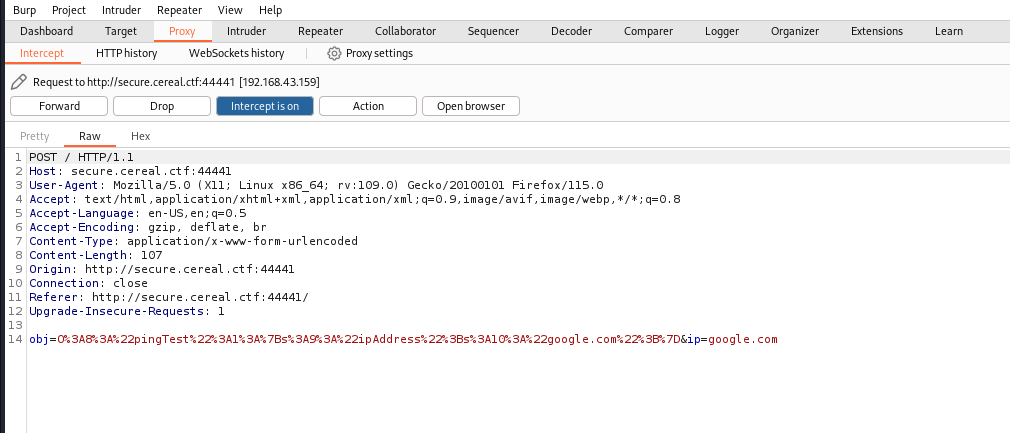 Burp Project Intruder Repeater View Help
Dashboard Target Proxy Intruder Repeater Collaborator Sequencer Decoder Comparer Logger Organizer Extensions Learn
Intercept HTTP history WebSockets history Proxy settings
Request to http://secure.cereal.ctf:44441 [192.168.43.159]
Forward Drop Intercept is on Action Open browser
Pretty Raw Hex
1 POST / HTTP/1.1
2 Host: secure.cereal.ctf:44441
3 User-Agent: Mozilla/5.0 (X11; Linux x86_64; rv:109.0) Gecko/20100101 Firefox/115.0
4 Accept: text/html,application/xhtml+xml,application/xml;q=0.9,image/avif,image/webp,*/*;q=0.8
5 Accept-Language: en-US,en;q=0.5
6 Accept-Encoding: gzip, deflate, br
7 Content-Type: application/x-www-form-urlencoded
8 Content-Length: 107
9 Origin: http://secure.cereal.ctf:44441
10 Connection: close
11 Referer: http://secure.cereal.ctf:44441/
12 Upgrade-Insecure-Requests: 1
13
14 obj=O%3A8%3A%22pingTest%22%3A1%3A%7Bs%3A9%3A%22ipAddress%22%3Bs%3A10%3A%22google.com%22%3B%7D&ip=google.com